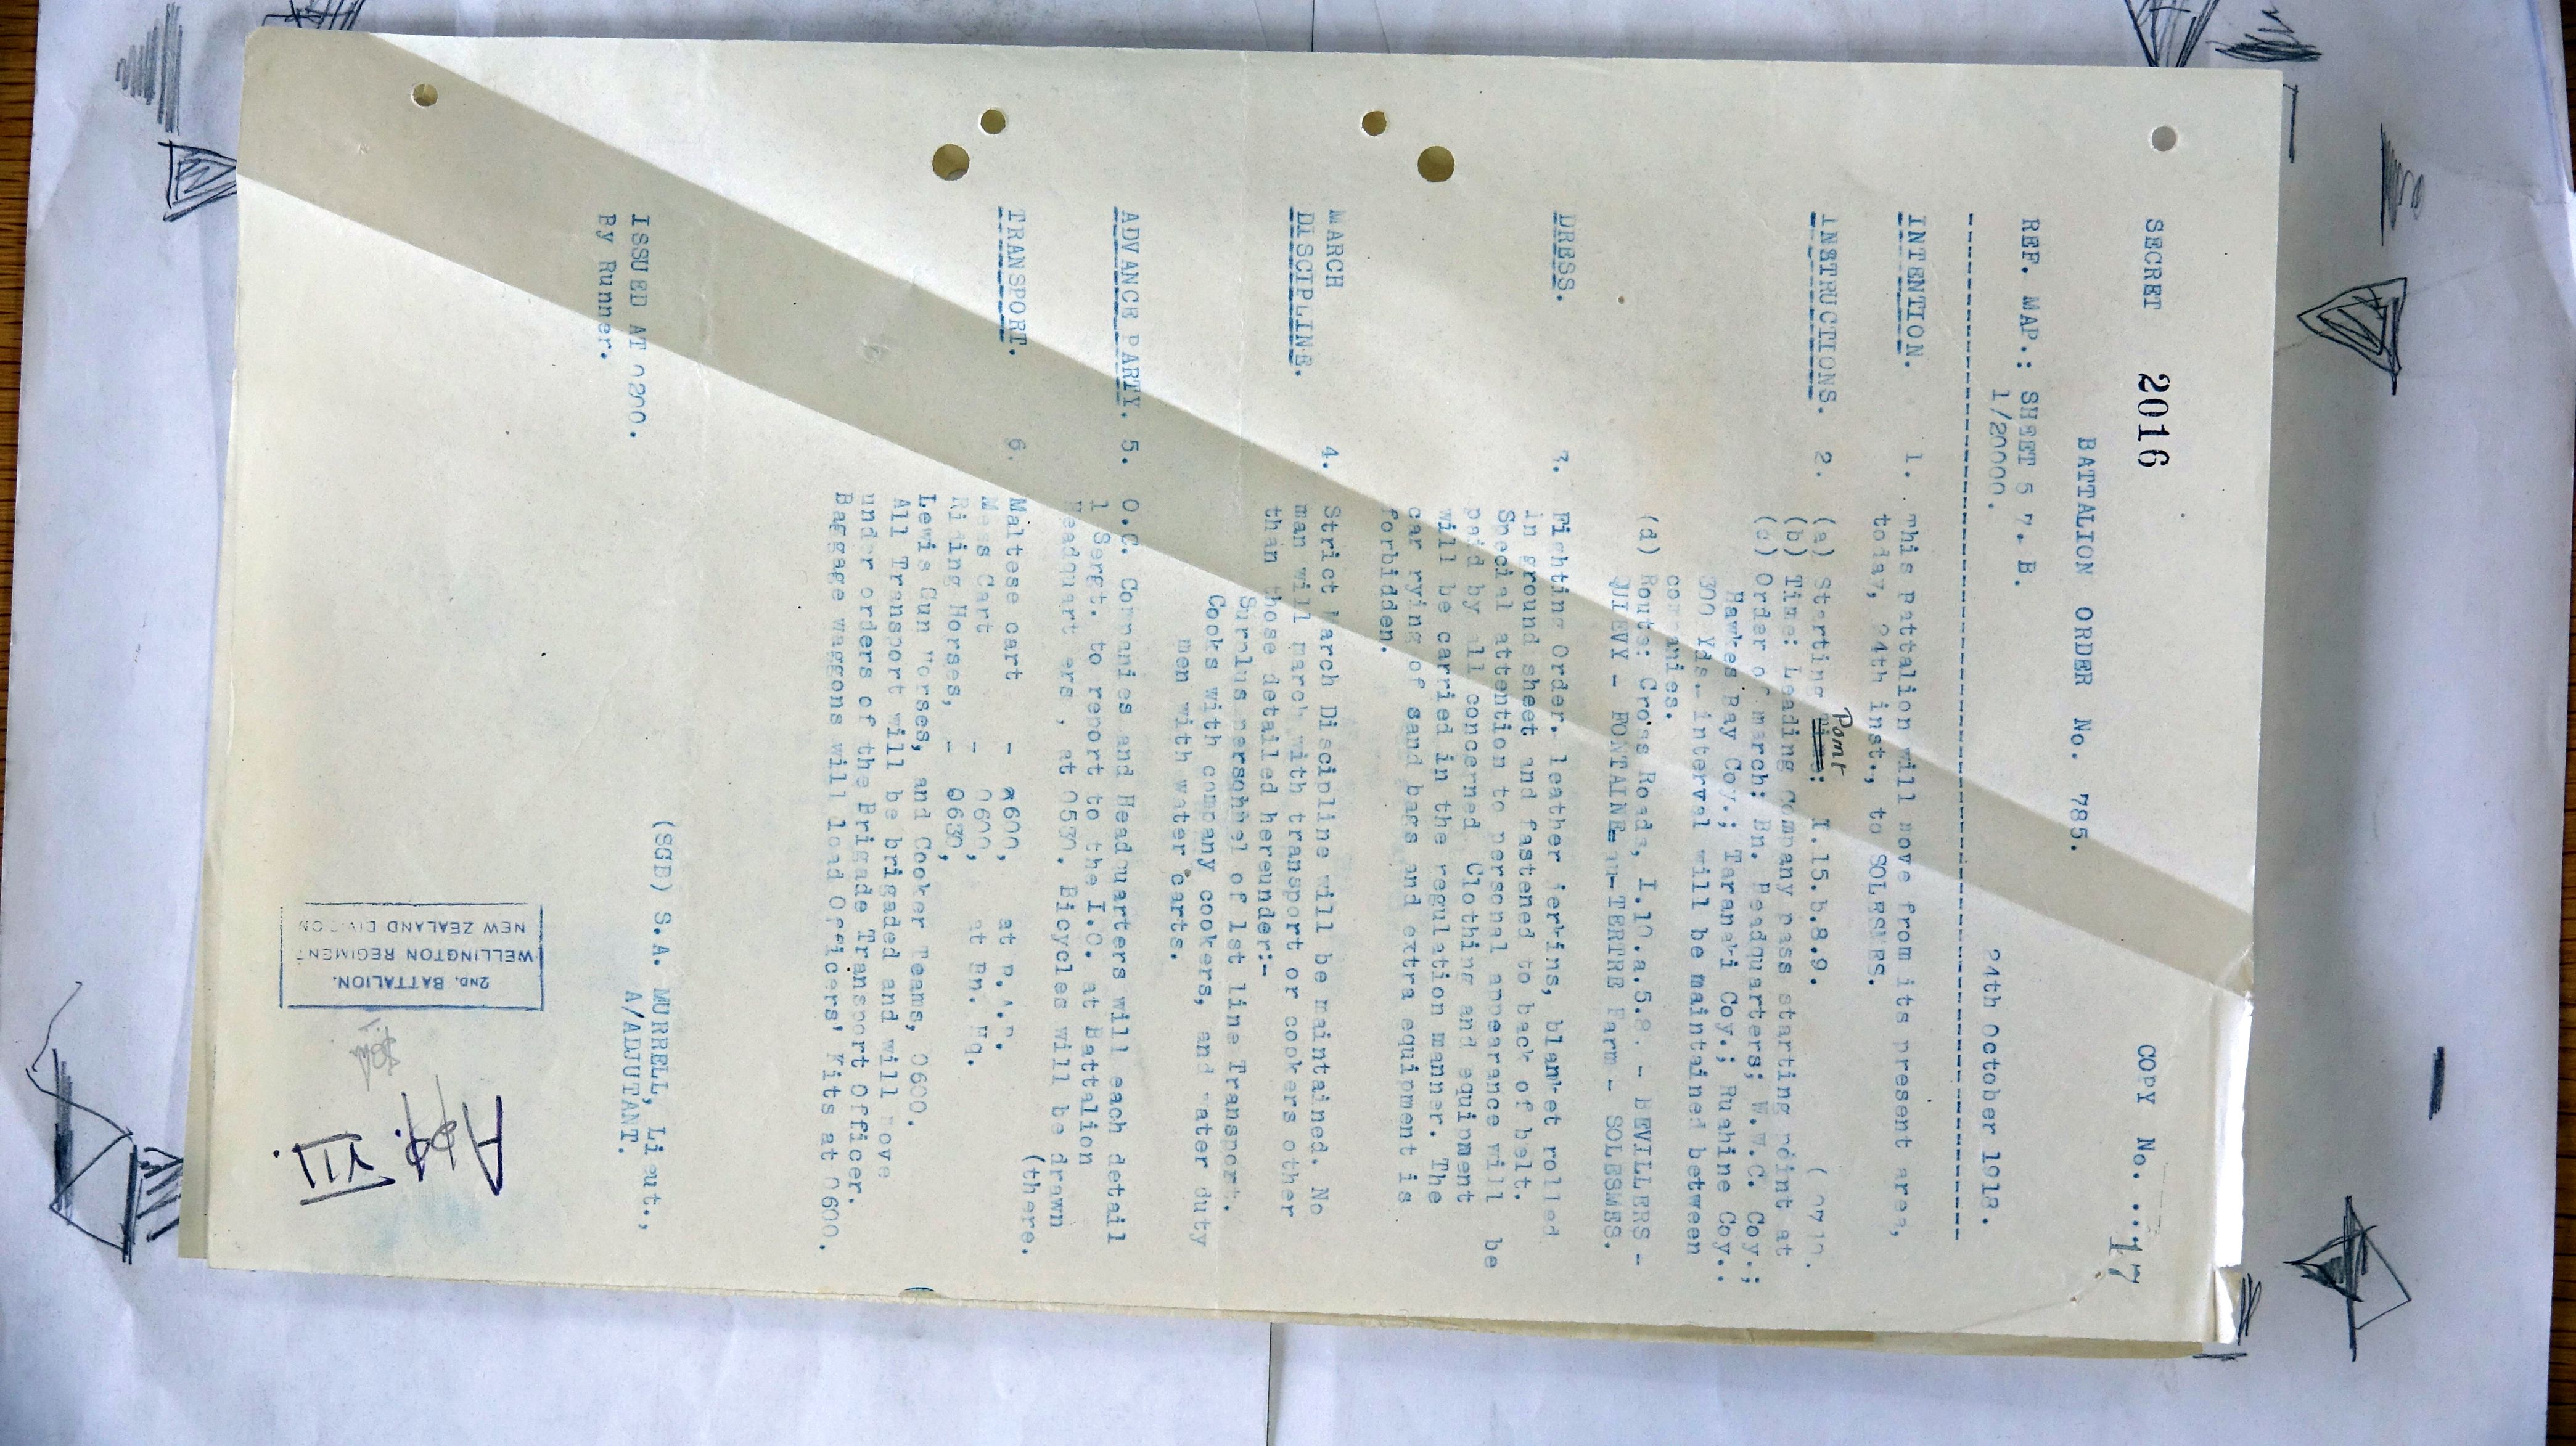 SECRET 2016 COPY No. ...17
BATTALION ORDER No. 785.
REF. MAP.: SHEET 57.B.
1/20000. 24th October 1918.
INTENTION. 1. This Battalion will move from its present area,
today, 24th inst., to SOLESMES.
INSTRUCTIONS. 2. (a) Starting Point: I.15.b.8.9.
(b) Time: Leading Company pass starting point at (0710.
(c) Order of march: Bn. Headquarters; W.W.C. Coy.;
Hawkes Bay Coy.; Taranaki Coy.; Ruahine Coy.:
300 Yds.- interval will be maintained between
companies.
(d) Route: Cross Roads, I.10.a.5.8. - BEVILLERS -
QUIEVY - FONTAINE-au-TERTRE Farm - SOLESMES.
DRESS. 3. Fighting Order. leather jerkins, blanket rolled
in ground sheet and fastened to back of belt.
Special attention to personal appearance will be
paid by all concerned Clothing and equipment
will be carried in the regulation manner. The
car rying of sand bags and extra equipment is
forbidden.
MARCH
DISCIPLINE. 4. Strict March Discipline will be maintained. No
man will march with transport or cookers other
than those detailed hereunder:-
Surplus personnel of 1st line Transport.
Cooks with company cookers, and water duty
men with water carts.
ADVANCE PARTY. 5. O.C. Companies and Headquarters will each detail
1 Sergt. to report to the I.O. at Battalion
Headquart ers , at 0530. Bicycles will be drawn
(there.
TRANSPORT. 6. Maltese cart - 0600, at R.A.P.
Mess Cart - 0600, at Bn. Hq.
Riding Horses, - 0630,
Lewis Gun Horses, and Cooker Teams, 0600.
All Transport will be brigaded and will move
under orders of the Brigade Transport Officer.
Baggage waggons will load Officers' Kits at 0600.
(SGD) S.A. MURRELL, Lieut.,
A/ADJUTANT.
ISSUED AT 0200.
By Runner.
2ND. BATTALION.
WELLINGTON REGIMENT
NEW ZEALAND DIVISION
App.
VII.